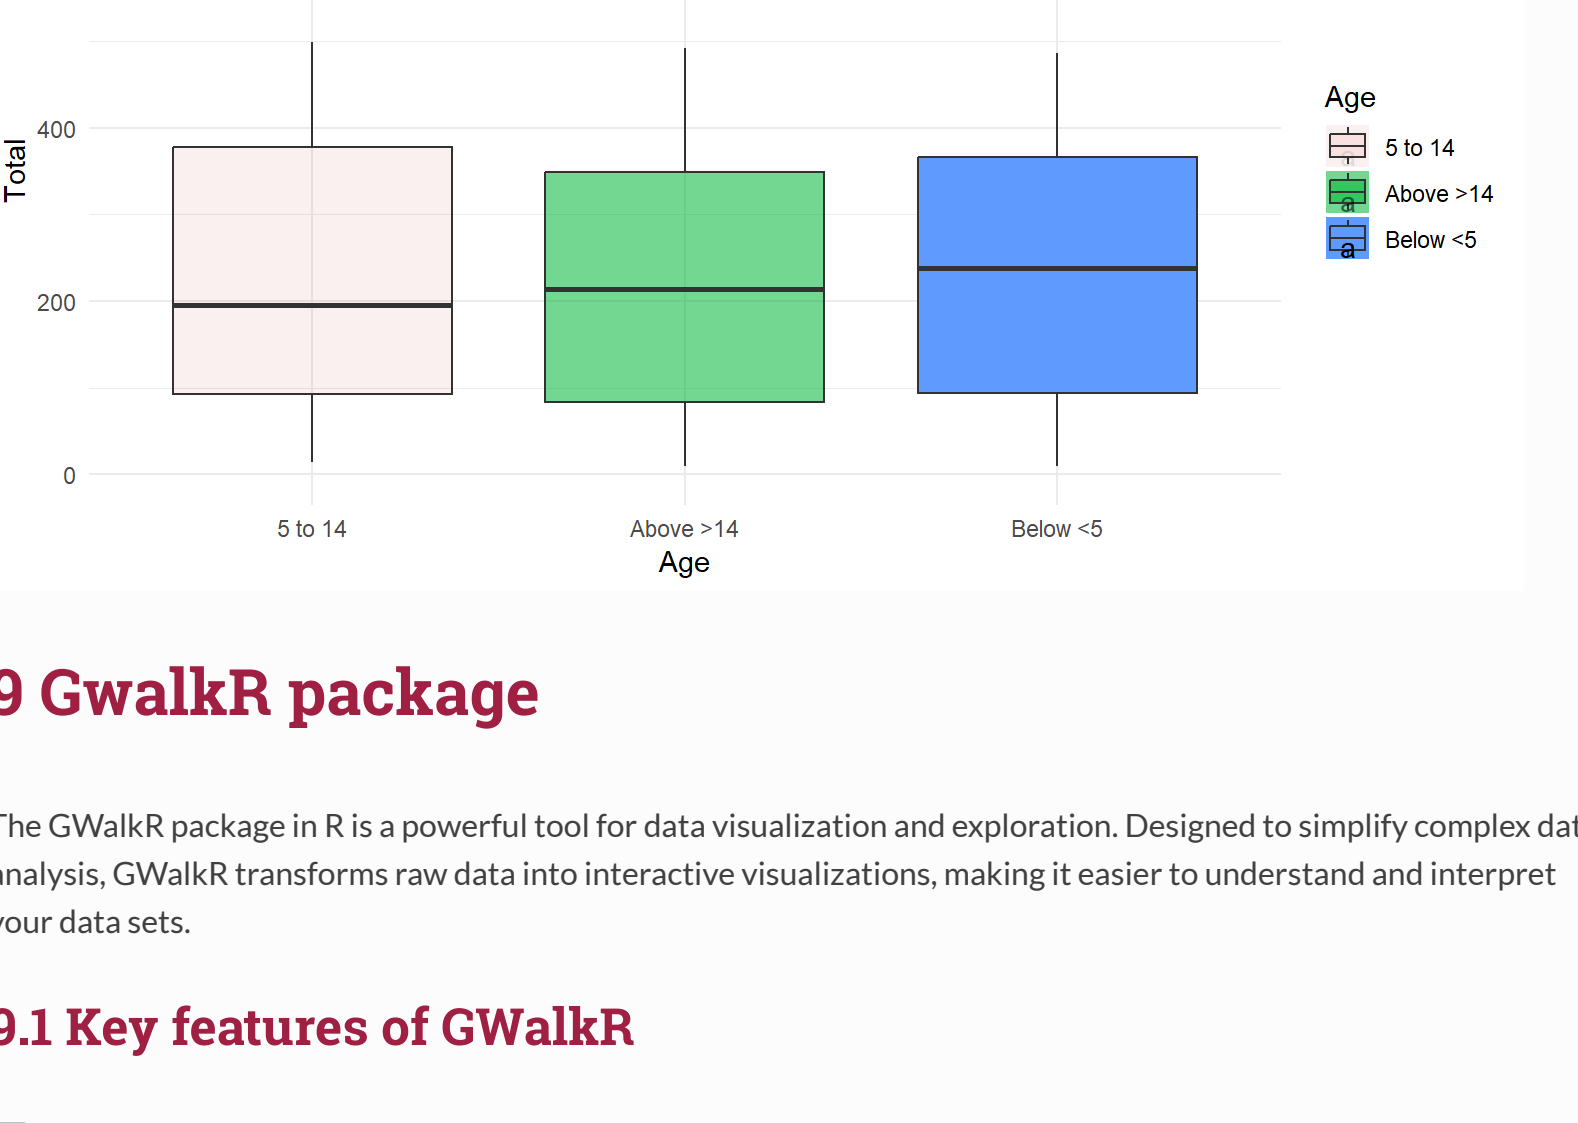 Total
400
200
0
5 to 14
Above >14
Below <5
Age
Age
a
5 to 14
a
Above >14
a
Below <5
9 GwalkR package
The GWalkR package in R is a powerful tool for data visualization and exploration. Designed to simplify complex dat
analysis, GWalkR transforms raw data into interactive visualizations, making it easier to understand and interpret
your data sets.
9.1 Key features of GWalkR